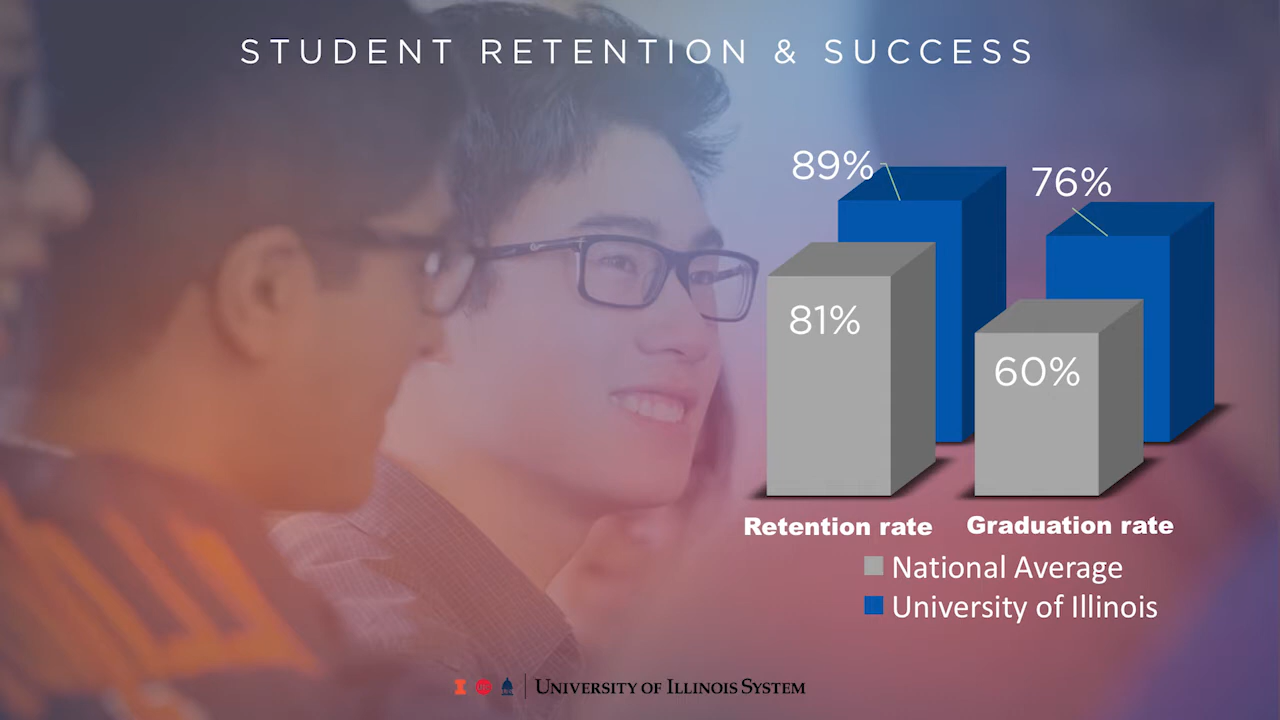 STUDENT RETENTION & SUCCESS
89%
76%
81%
60%
Retention rate
Graduation rate
National Average
University of Illinois
UNIVERSITY OF ILLINOIS SYSTEM